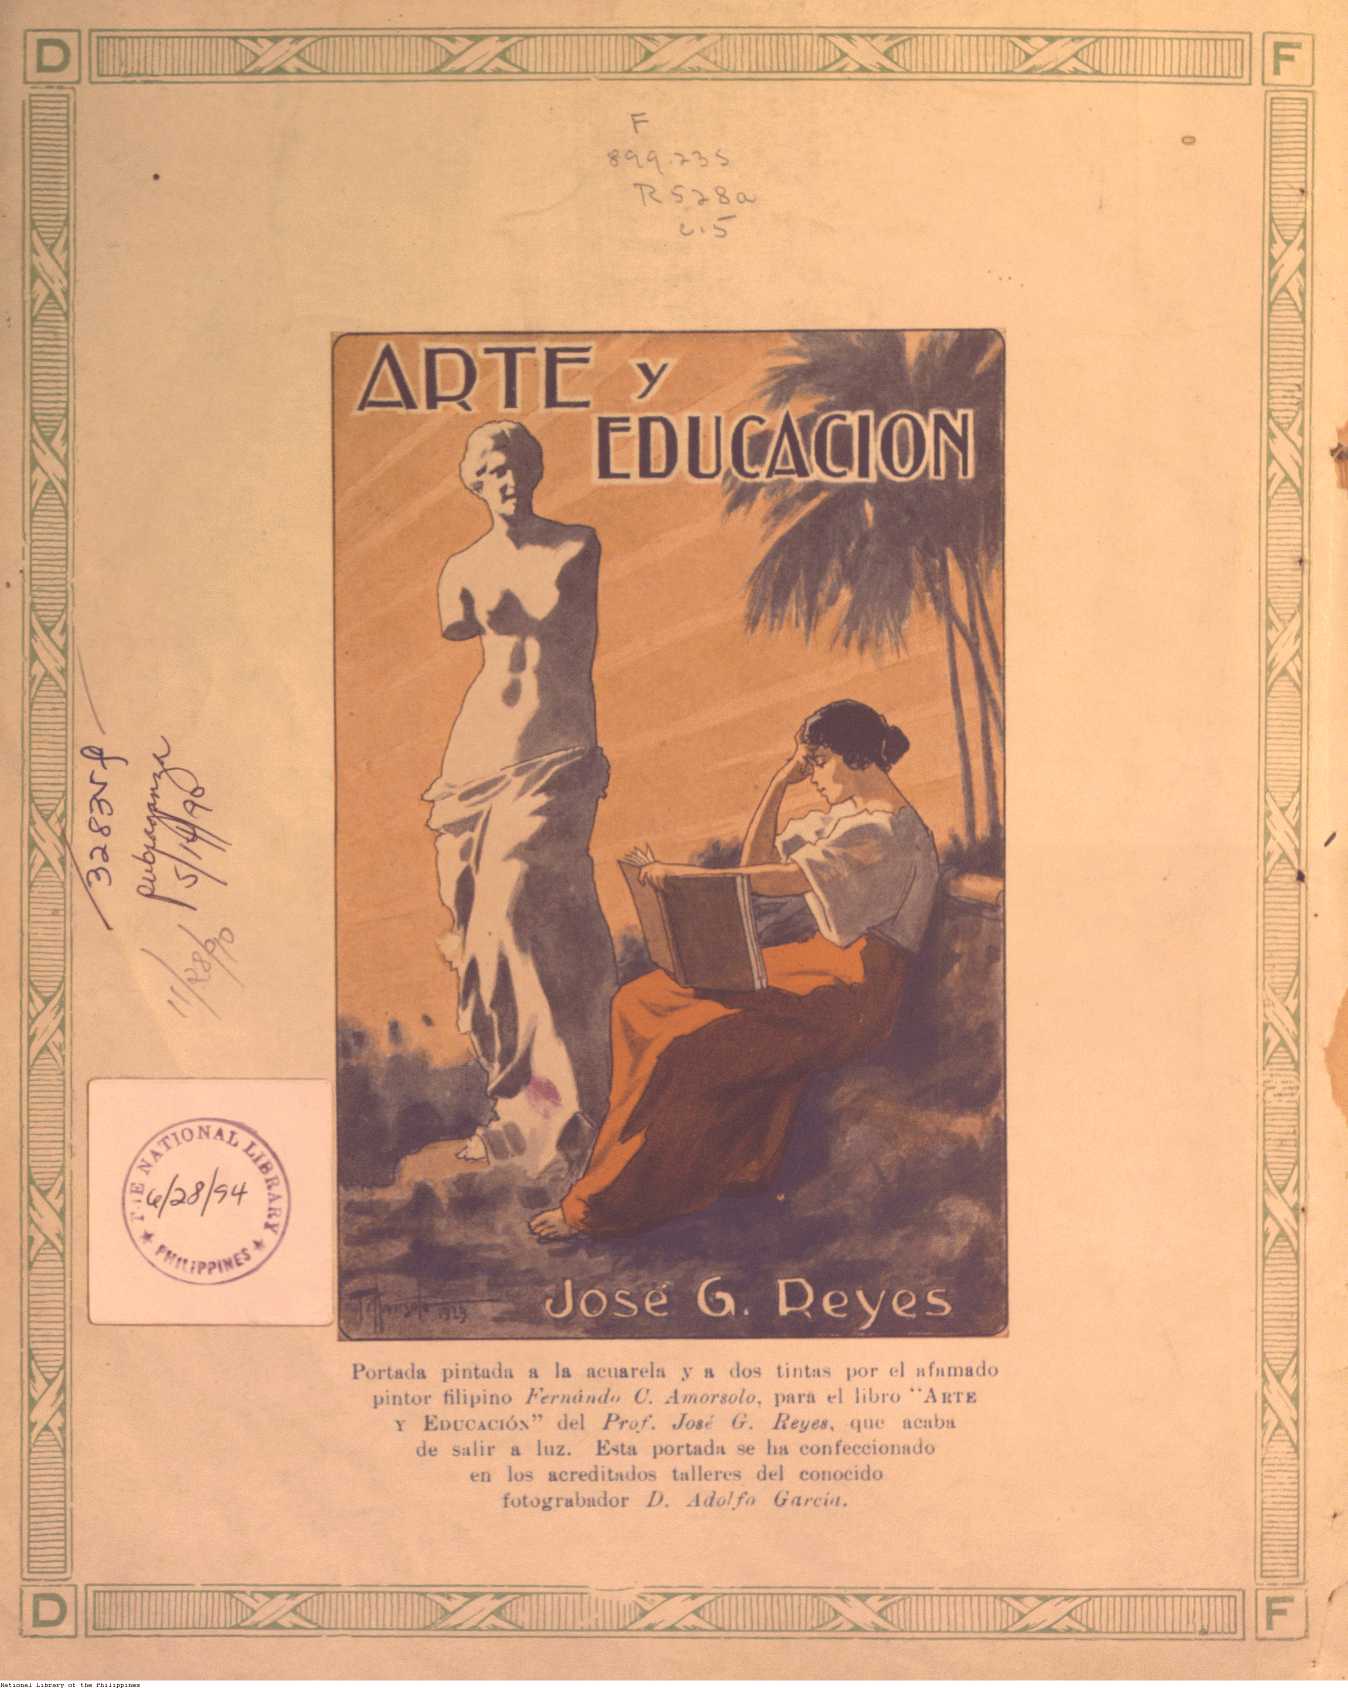 D
F
F
899.235
R528a
c.5
ARTE Y
EDUCACION
José G. Reyes
1929
32835 f
5/14/90
11/28/90
THE NATIONAL LIBRARY
6/28/94
PHILIPPINES
Portada pintada a la acuarela y a dos tintas por el afamado
pintor filipino Fernándo C. Amorsolo, para el libro "ARTE
Y EDUCACIÓN" del Prof. José G. Reyes, que acaba
de salir a luz. Esta portada se ha confeccionado
en los acreditados talleres del conocido
fotograbador D. Adolfo García.
D
F
National Library of the Philippines